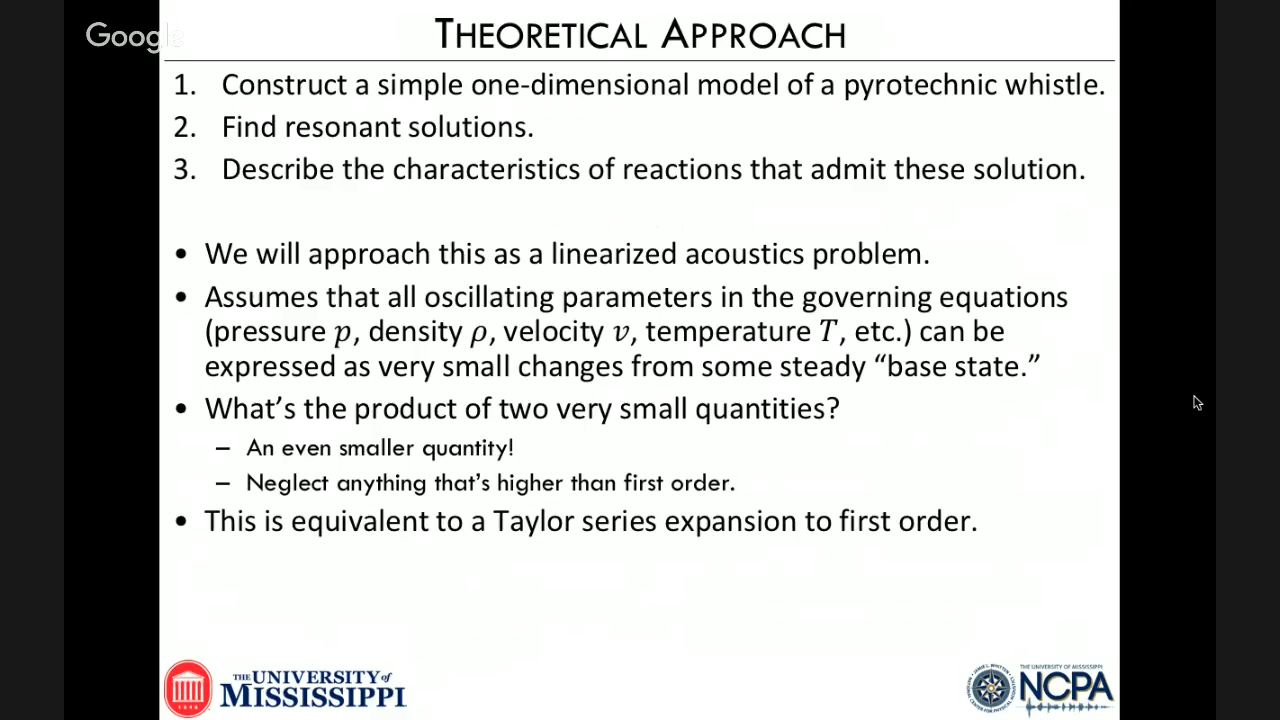 Google
THEORETICAL APPROACH
1. Construct a simple one-dimensional model of a pyrotechnic whistle.
2. Find resonant solutions.
3. Describe the characteristics of reactions that admit these solution.
• We will approach this as a linearized acoustics problem.
• Assumes that all oscillating parameters in the governing equations
(pressure p, density ρ, velocity v, temperature T, etc.) can be
expressed as very small changes from some steady “base state.”
• What’s the product of two very small quantities?
– An even smaller quantity!
– Neglect anything that’s higher than first order.
• This is equivalent to a Taylor series expansion to first order.
THE UNIVERSITY of
MISSISSIPPI
THE UNIVERSITY OF MISSISSIPPI
NCPA